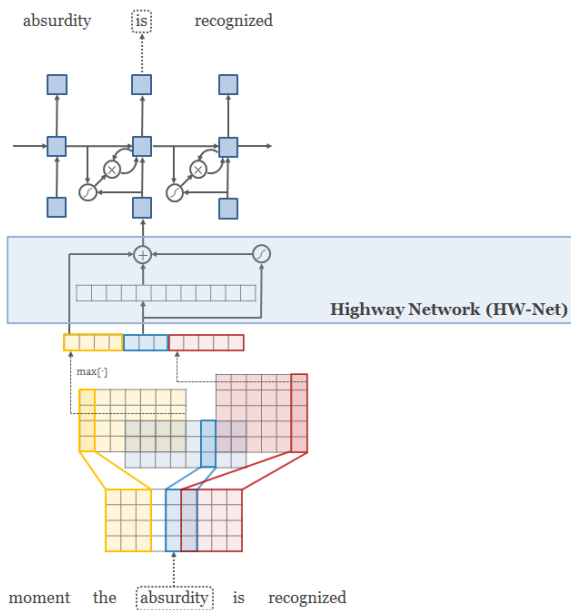 absurdity is recognized
Highway Network (HW-Net)
max{·}
moment the absurdity is recognized